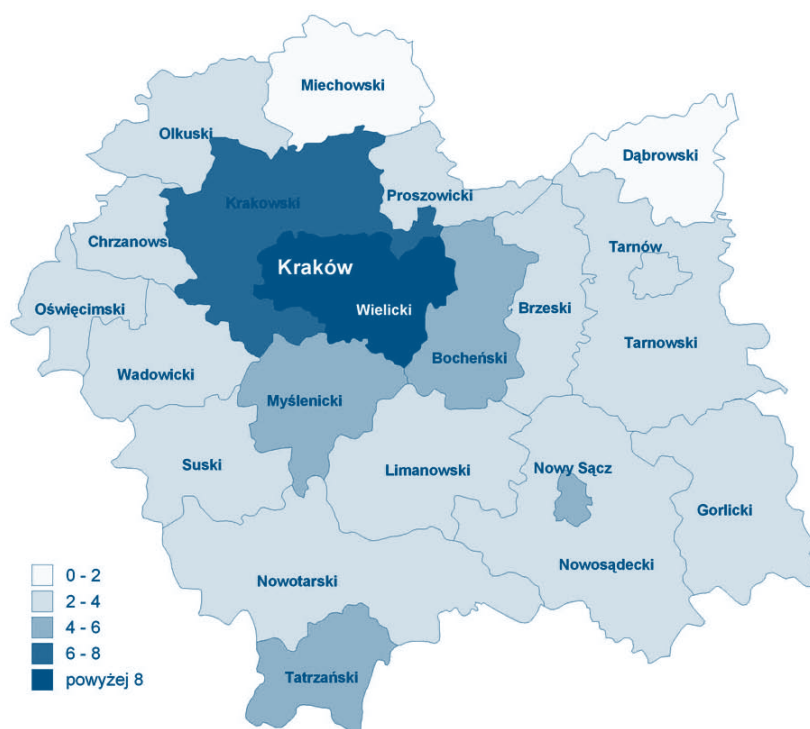 Miechowski
Olkuski
Dąbrowski
Krakowski
Proszowicki
Chrzanowsk
Tarnów
Kraków
Oświęcimski
Wielicki
Brzeski
Tarnowski
Bocheński
Wadowicki
Myślenicki
Suski
Limanowski
Nowy Sącz
Gorlicki
Nowosądecki
Nowotarski
Tatrzański
0 - 2
2 - 4
4 - 6
6 - 8
powyżej 8